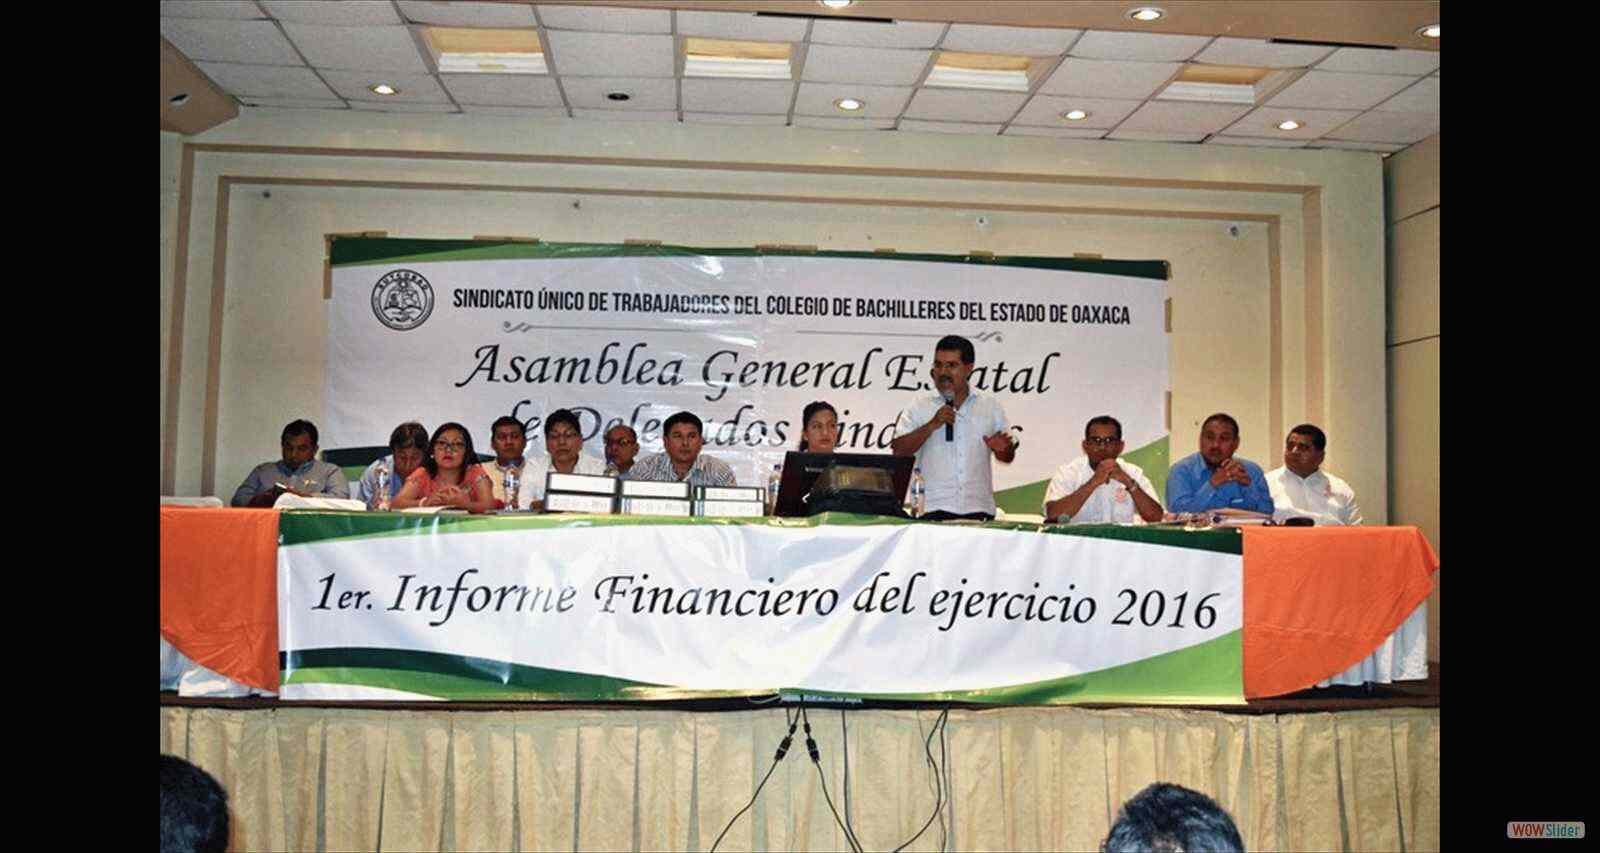 SUTCOBAO
SINDICATO ÚNICO DE TRABAJADORES DEL COLEGIO DE BACHILLERES DEL ESTADO DE OAXACA
Asamblea General
1er. Informe Financiero del ejercicio 2016
WOWSlider